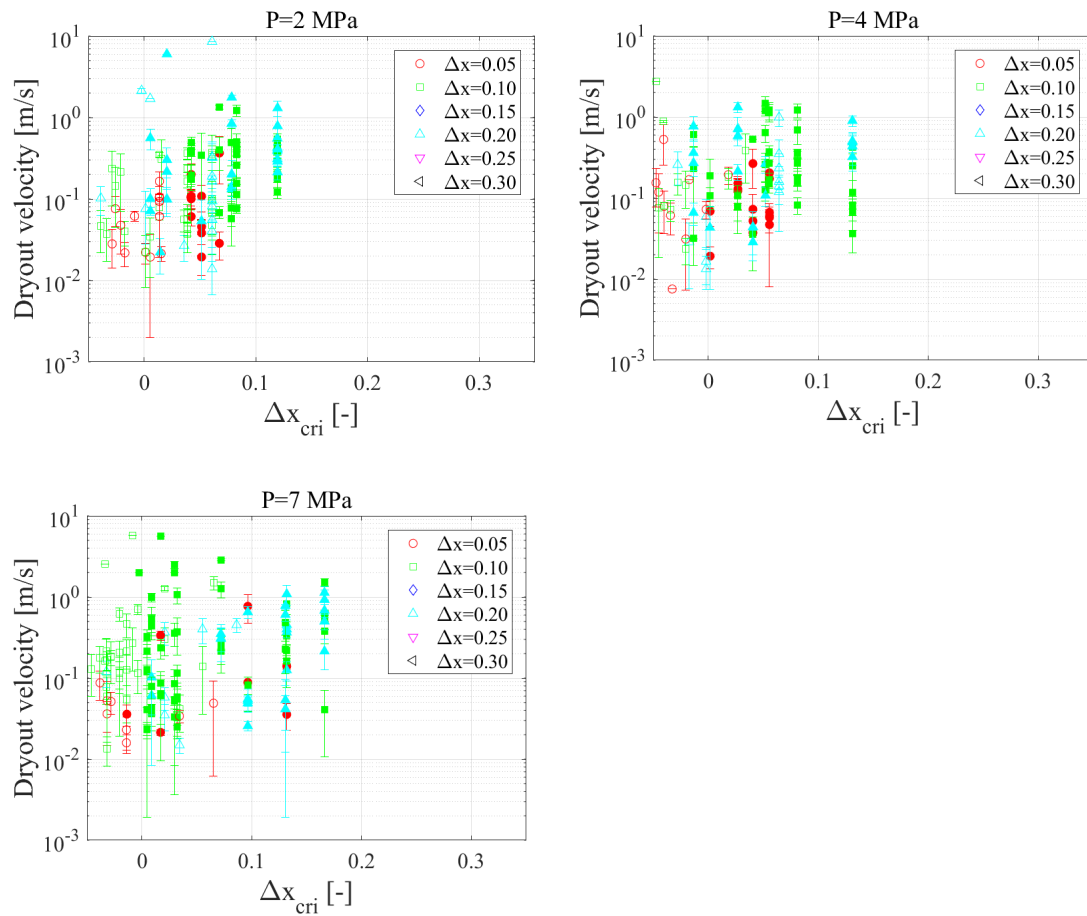 P=2 MPa
Dryout velocity [m/s]
10^1
10^0
10^-1
10^-2
10^-3
0
0.1
0.2
0.3
Δx_cri [-]
Δx=0.05
Δx=0.10
Δx=0.15
Δx=0.20
Δx=0.25
Δx=0.30
P=4 MPa
Dryout velocity [m/s]
10^1
10^0
10^-1
10^-2
10^-3
0
0.1
0.2
0.3
Δx_cri [-]
Δx=0.05
Δx=0.10
Δx=0.15
Δx=0.20
Δx=0.25
Δx=0.30
P=7 MPa
Dryout velocity [m/s]
10^1
10^0
10^-1
10^-2
10^-3
0
0.1
0.2
0.3
Δx_cri [-]
Δx=0.05
Δx=0.10
Δx=0.15
Δx=0.20
Δx=0.25
Δx=0.30